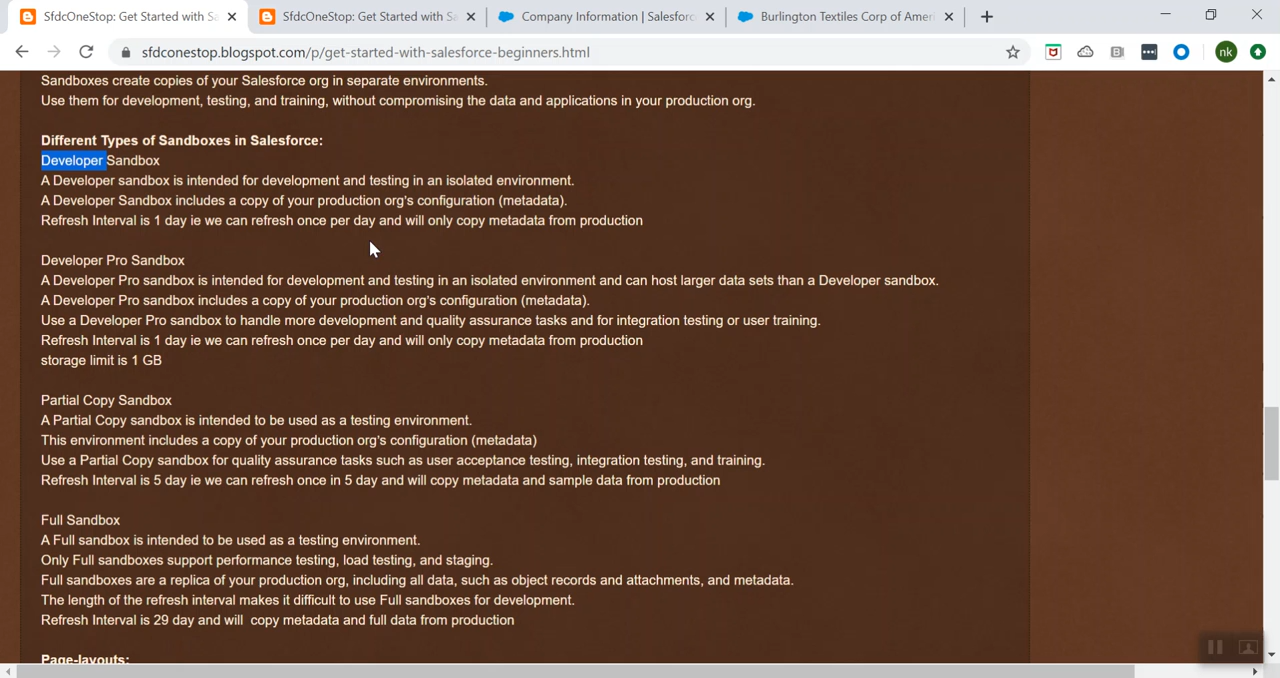 SfdcOneStop: Get Started with Sa
SfdcOneStop: Get Started with Sa
Company Information | Salesforc
Burlington Textiles Corp of Ameri
sfdconestop.blogspot.com/p/get-started-with-salesforce-beginners.html
nk
Sandboxes create copies of your Salesforce org in separate environments.
Use them for development, testing, and training, without compromising the data and applications in your production org.
Different Types of Sandboxes in Salesforce:
Developer Sandbox
A Developer sandbox is intended for development and testing in an isolated environment.
A Developer Sandbox includes a copy of your production org's configuration (metadata).
Refresh Interval is 1 day ie we can refresh once per day and will only copy metadata from production
Developer Pro Sandbox
A Developer Pro sandbox is intended for development and testing in an isolated environment and can host larger data sets than a Developer sandbox.
A Developer Pro sandbox includes a copy of your production org's configuration (metadata).
Use a Developer Pro sandbox to handle more development and quality assurance tasks and for integration testing or user training.
Refresh Interval is 1 day ie we can refresh once per day and will only copy metadata from production
storage limit is 1 GB
Partial Copy Sandbox
A Partial Copy sandbox is intended to be used as a testing environment.
This environment includes a copy of your production org's configuration (metadata)
Use a Partial Copy sandbox for quality assurance tasks such as user acceptance testing, integration testing, and training.
Refresh Interval is 5 day ie we can refresh once in 5 day and will copy metadata and sample data from production
Full Sandbox
A Full sandbox is intended to be used as a testing environment.
Only Full sandboxes support performance testing, load testing, and staging.
Full sandboxes are a replica of your production org, including all data, such as object records and attachments, and metadata.
The length of the refresh interval makes it difficult to use Full sandboxes for development.
Refresh Interval is 29 day and will copy metadata and full data from production
Page-layouts: